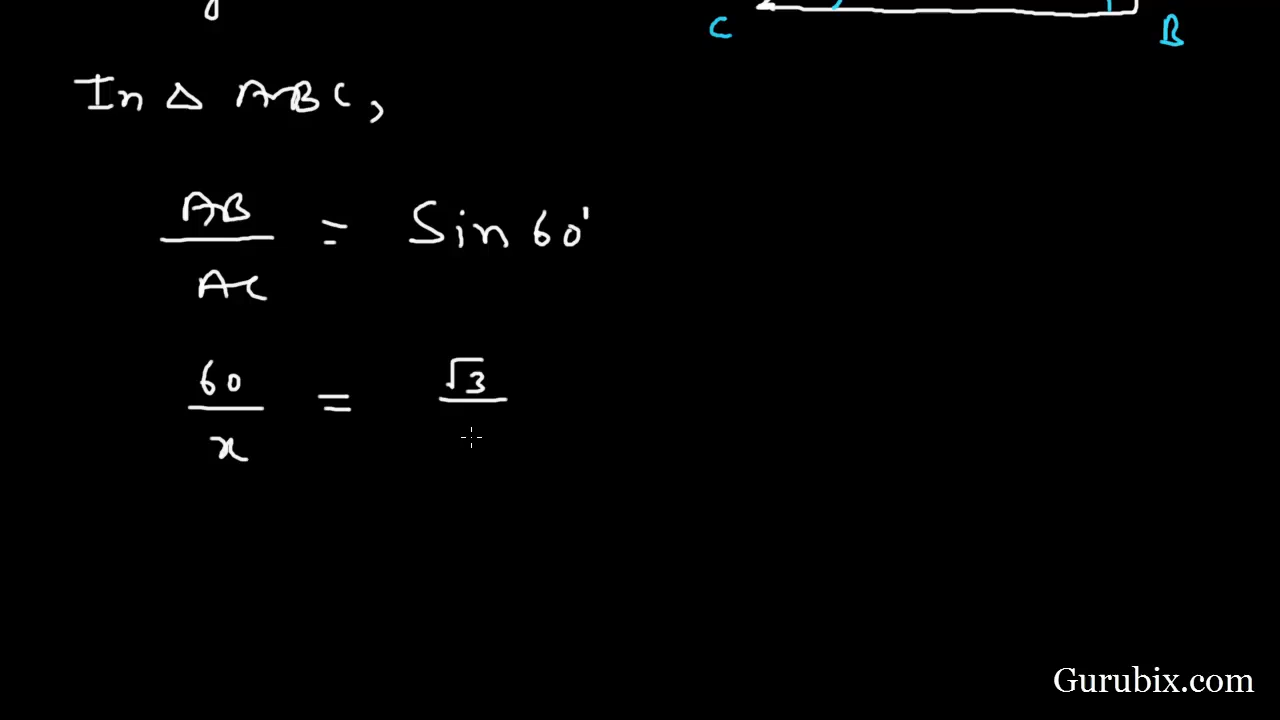 C B
In △ ABC,
AB/AC = Sin 60°
60/x = √3/
Gurubix.com